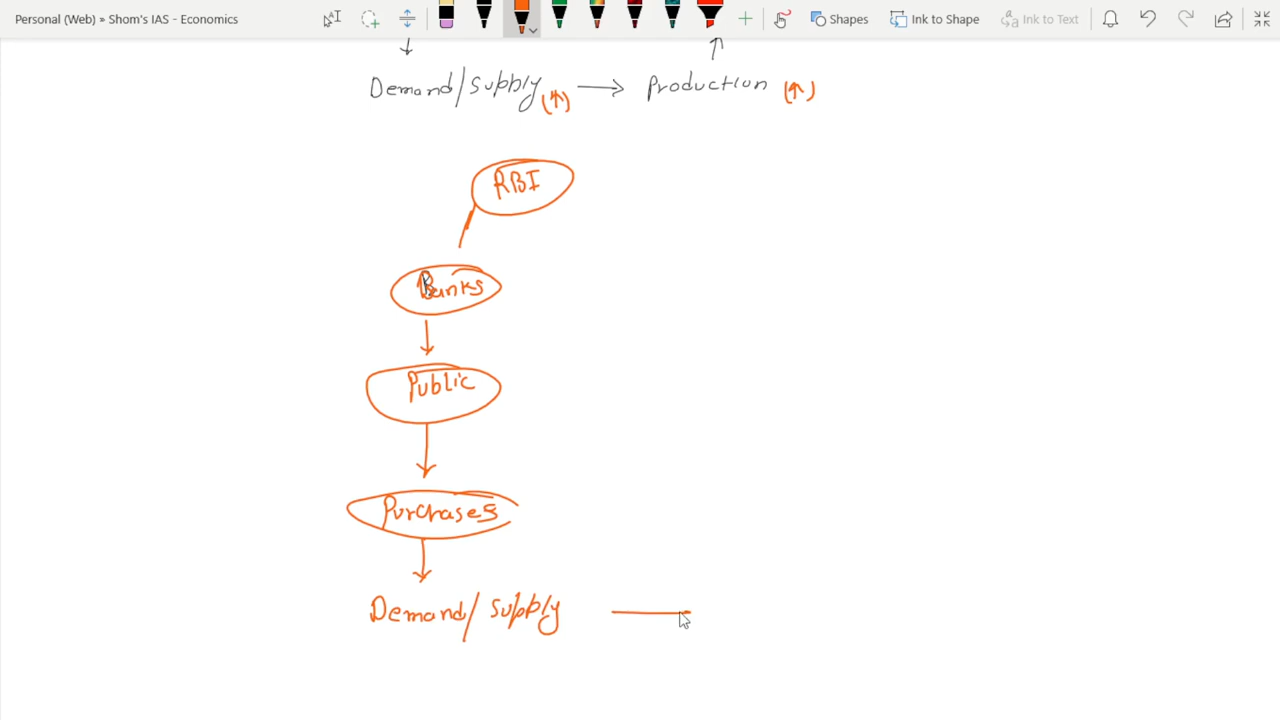 Personal (Web) » Shom's IAS - Economics
Shapes
Ink to Shape
Ink to Text
Demand/Supply (↑) → Production (↑)
RBI
Banks
Public
Purchases
Demand/Supply